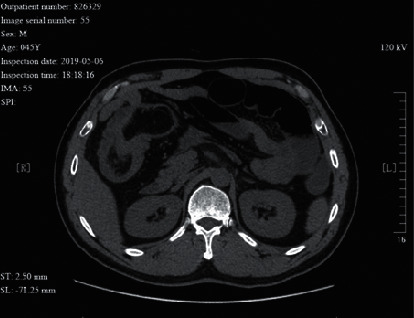 Outpatient number: 826329
Image serial number: 55
Sex: M
Age: 045Y
Inspection date: 2019-05-06
Inspection time: 18:18:16
IMA: 55
SPI:
120 kV
[R]
[L]
ST: 2.50 mm
SL: -71.25 mm